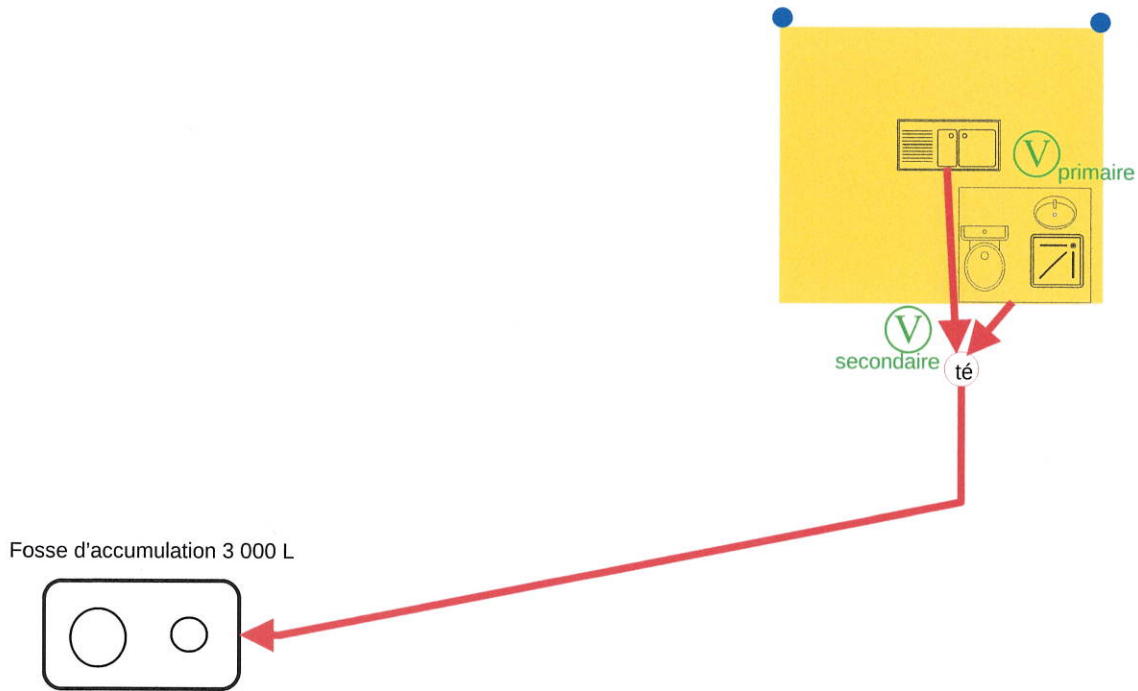 V
primaire
V
secondaire
té
Fosse d'accumulation 3 000 L